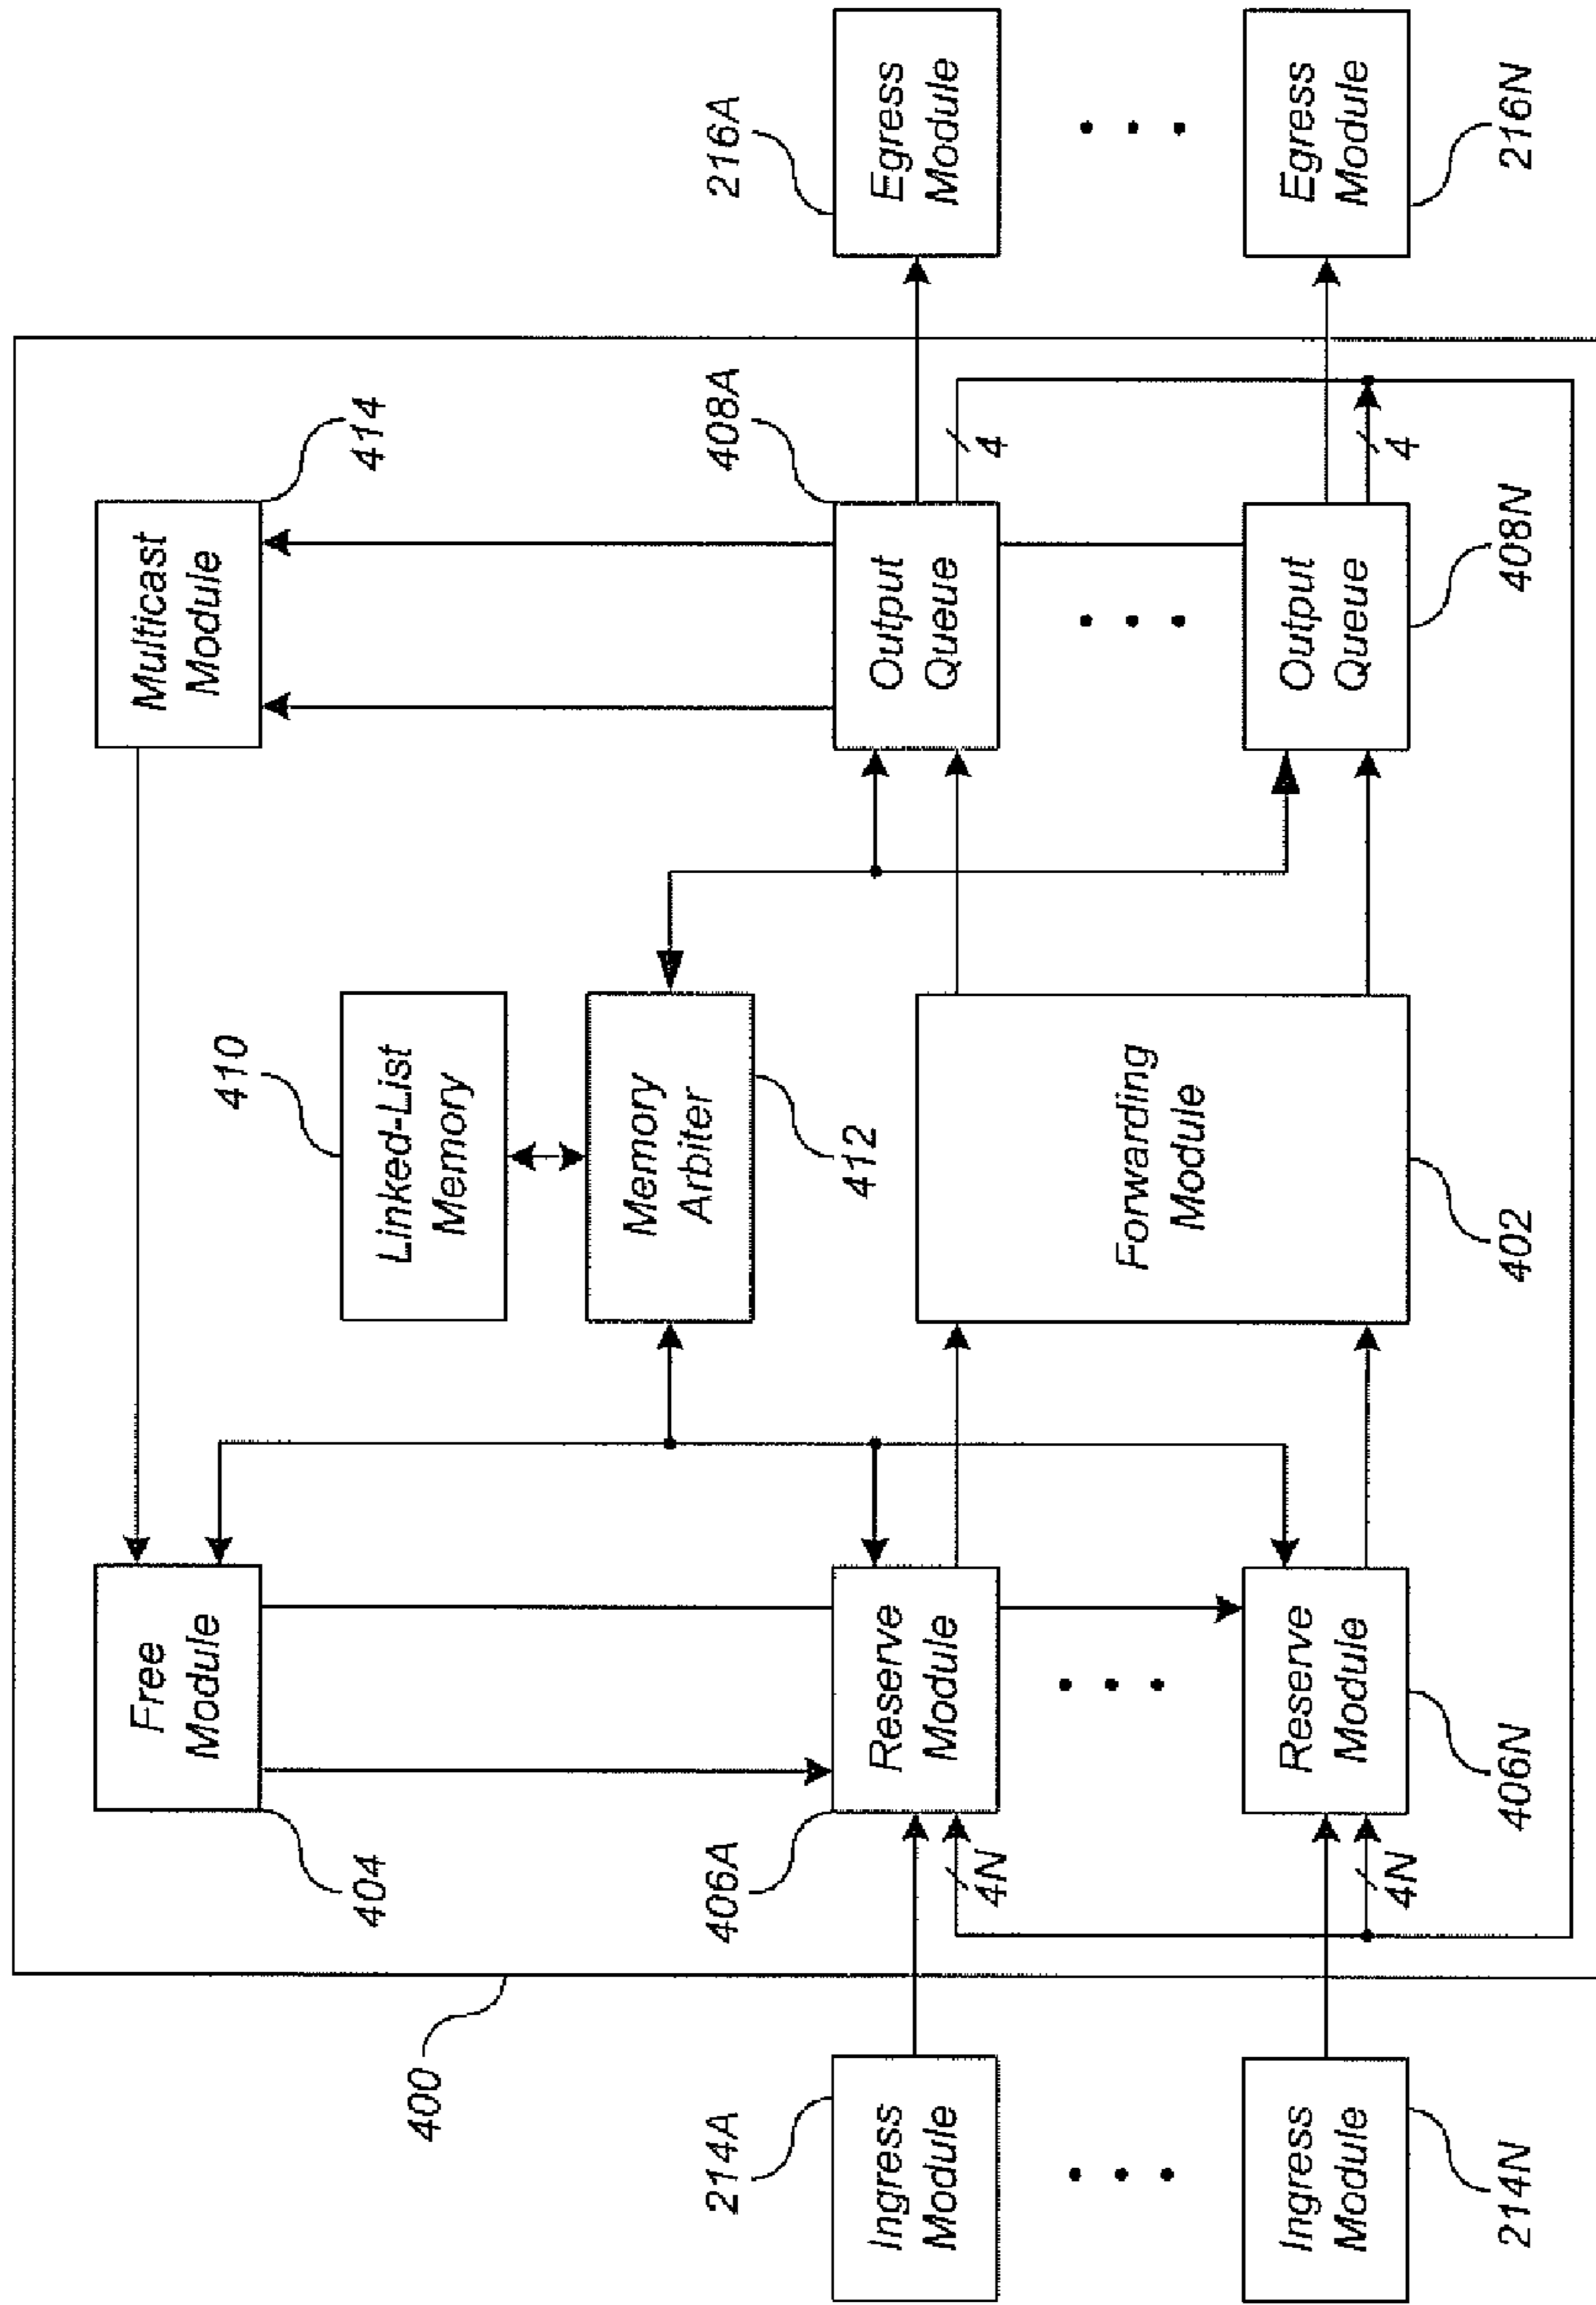 Free
Module
404
Multicast
Module
414
Linked-List
Memory
410
Memory
Arbiter
412
400
214A
Ingress
Module
406A
Reserve
Module
4N
Forwarding
Module
402
408A
Output
Queue
4
216A
Egress
Module
Ingress
Module
214N
4N
Reserve
Module
406N
Output
Queue
408N
4
Egress
Module
216N